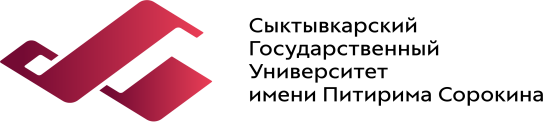 Сыктывкарский
Государственный
Университет
имени Питирима Сорокина